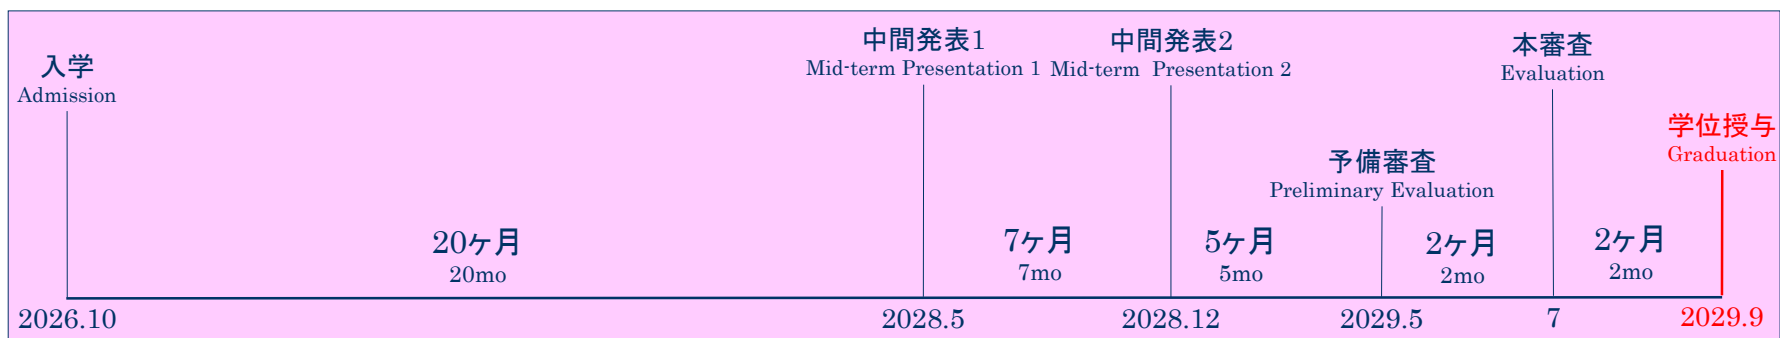 入学
Admission
中間発表1
Mid-term Presentation 1
中間発表2
Mid-term Presentation 2
予備審査
Preliminary Evaluation
本審査
Evaluation
学位授与
Graduation
20ヶ月
20mo
7ヶ月
7mo
5ヶ月
5mo
2ヶ月
2mo
2ヶ月
2mo
2026.10
2028.5
2028.12
2029.5
7
2029.9